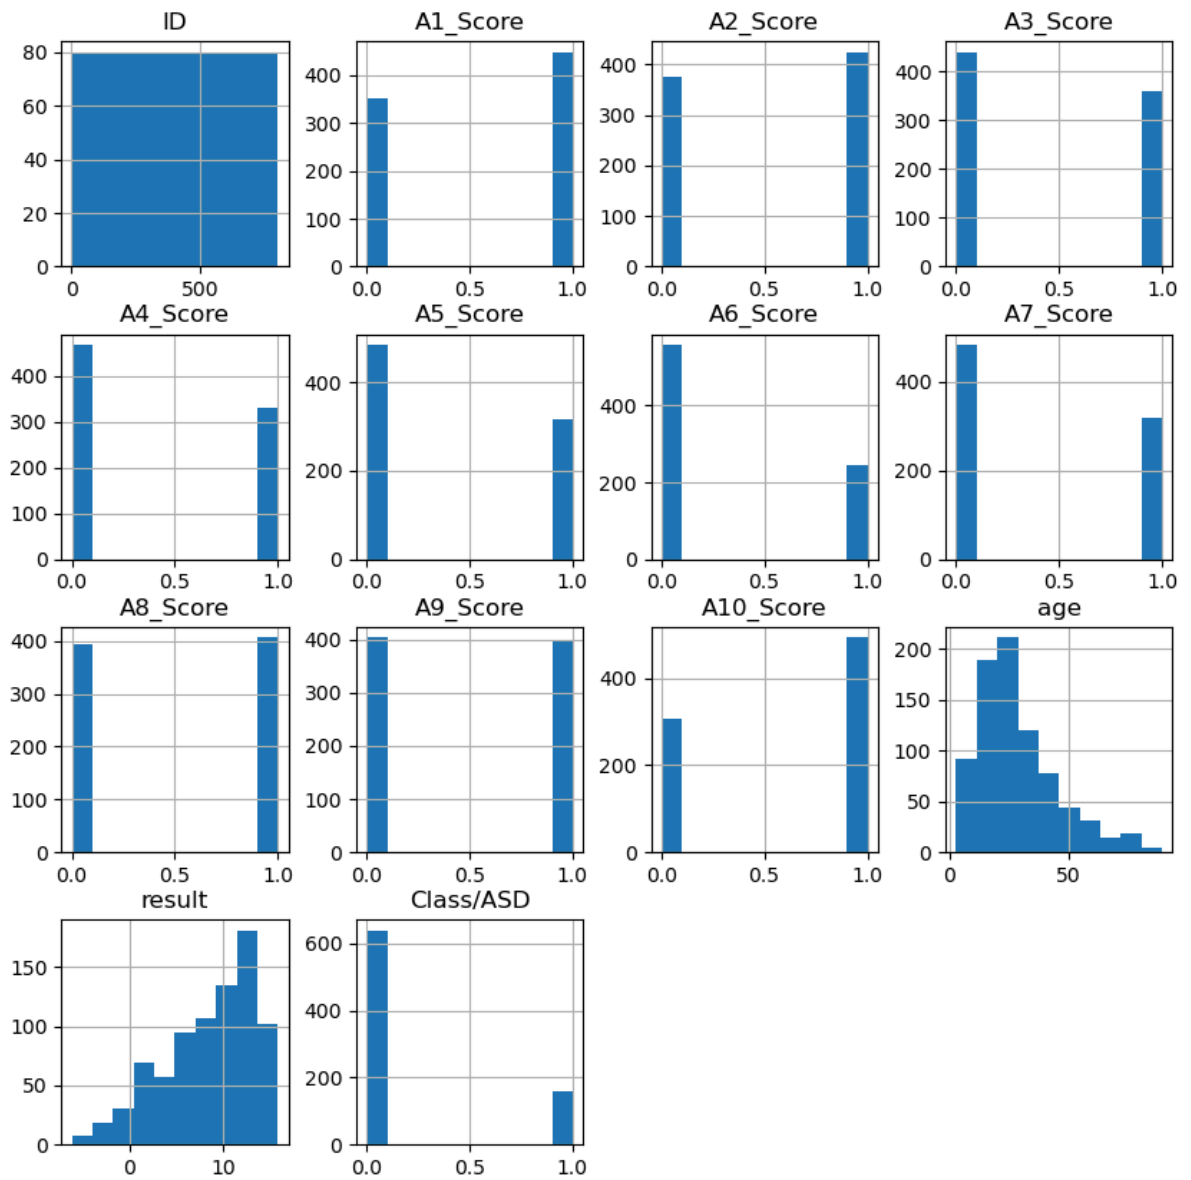 ID
80
60
40
20
0
0 500
A1_Score
400
300
200
100
0
0.0 0.5 1.0
A2_Score
400
300
200
100
0
0.0 0.5 1.0
A3_Score
400
300
200
100
0
0.0 0.5 1.0
A4_Score
400
300
200
100
0
0.0 0.5 1.0
A5_Score
400
200
0
0.0 0.5 1.0
A6_Score
400
200
0
0.0 0.5 1.0
A7_Score
400
200
0
0.0 0.5 1.0
A8_Score
400
300
200
100
0
0.0 0.5 1.0
A9_Score
400
300
200
100
0
0.0 0.5 1.0
A10_Score
400
200
0
0.0 0.5 1.0
age
200
150
100
50
0
0 50
result
150
100
50
0
0 10
Class/ASD
600
400
200
0
0.0 0.5 1.0